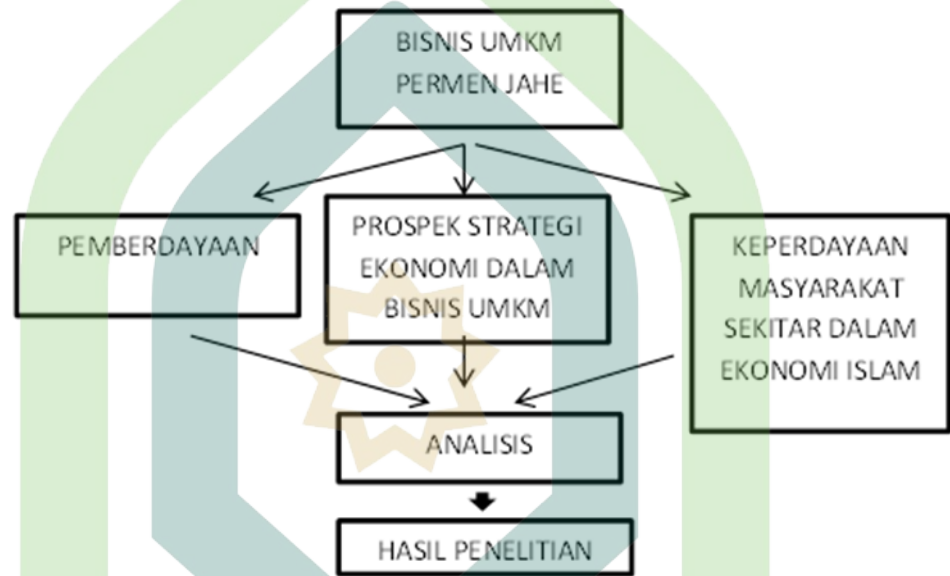 BISNIS UMKM
PERMEN JAHE
PEMBERDAYAAN
PROSPEK STRATEGI
EKONOMI DALAM
BISNIS UMKM
KEPERDAYAAN
MASYARAKAT
SEKITAR DALAM
EKONOMI ISLAM
ANALISIS
HASIL PENELITIAN